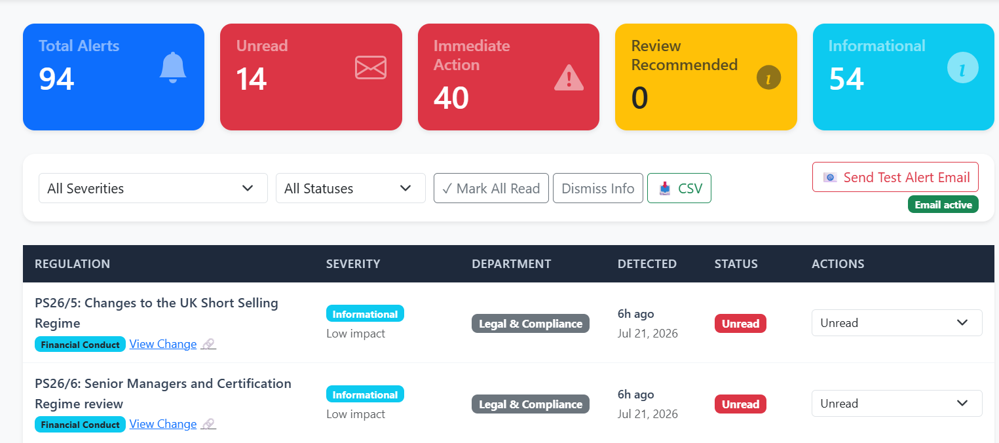 Total Alerts
94
Unread
14
Immediate
Action
40
Review
Recommended
0
Informational
54
All Severities
All Statuses
✓ Mark All Read
Dismiss Info
CSV
Send Test Alert Email
Email active
REGULATION SEVERITY DEPARTMENT DETECTED STATUS ACTIONS
PS26/5: Changes to the UK Short Selling
Regime
Financial Conduct View Change
Informational
Low impact
Legal & Compliance
6h ago
Jul 21, 2026
Unread
Unread
PS26/6: Senior Managers and Certification
Regime review
Financial Conduct View Change
Informational
Low impact
Legal & Compliance
6h ago
Jul 21, 2026
Unread
Unread